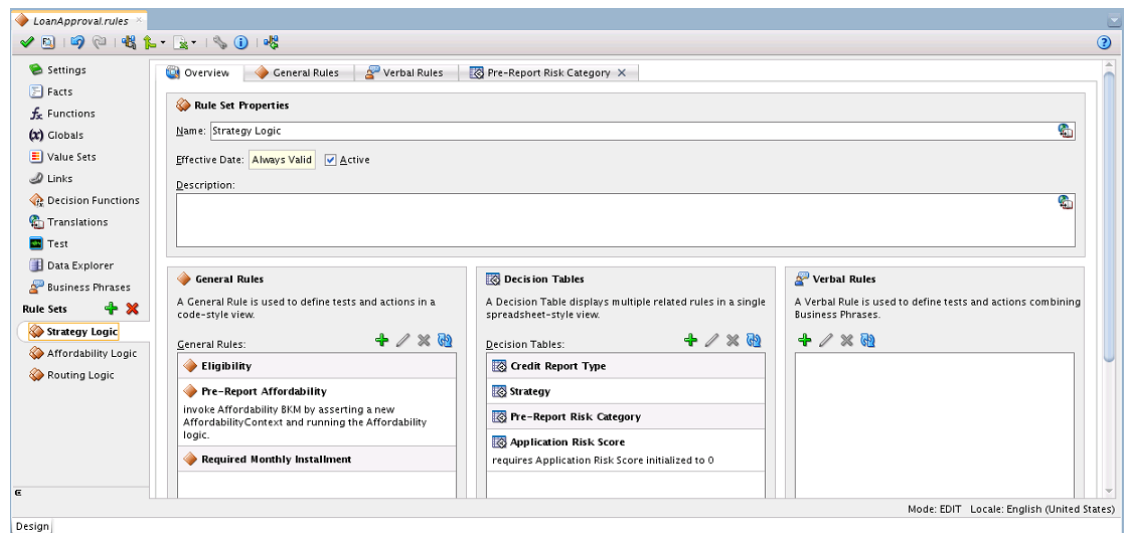 LoanApproval.rules
Settings
Facts
Functions
Globals
Value Sets
Links
Decision Functions
Translations
Test
Data Explorer
Business Phrases
Rule Sets
Strategy Logic
Affordability Logic
Routing Logic
Overview
General Rules
Verbal Rules
Pre-Report Risk Category
Rule Set Properties
Name: Strategy Logic
Effective Date: Always Valid Active
Description:
General Rules
A General Rule is used to define tests and actions in a
code-style view.
General Rules:
Eligibility
Pre-Report Affordability
invoke Affordability BKM by asserting a new
AffordabilityContext and running the Affordability
logic.
Required Monthly Installment
Decision Tables
A Decision Table displays multiple related rules in a single
spreadsheet-style view.
Decision Tables:
Credit Report Type
Strategy
Pre-Report Risk Category
Application Risk Score
requires Application Risk Score initialized to 0
Verbal Rules
A Verbal Rule is used to define tests and actions combining
Business Phrases.
Mode: EDIT Locale: English (United States)
Design